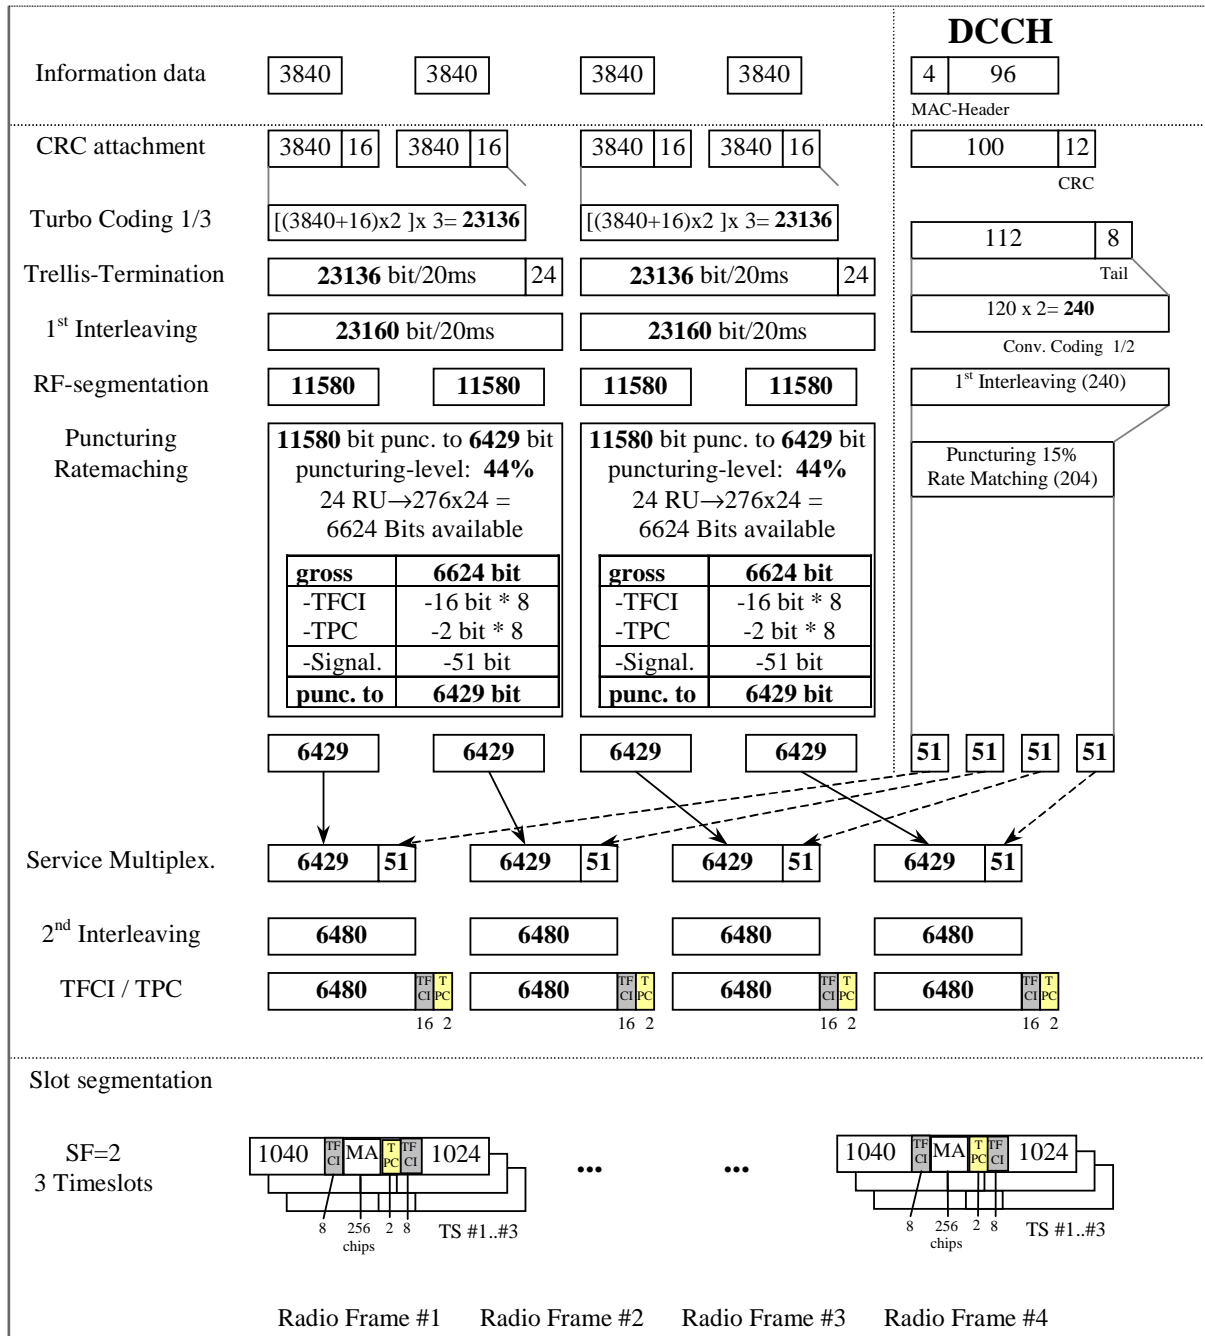 DCCH
Information data 3840 3840 3840 3840 4 96
MAC-Header
CRC attachment 3840 16 3840 16 3840 16 3840 16 100 12
CRC
Turbo Coding 1/3 [(3840+16)x2 ]x 3= 23136 [(3840+16)x2 ]x 3= 23136
112 8
Tail
Trellis-Termination 23136 bit/20ms 24 23136 bit/20ms 24
120 x 2= 240
1st Interleaving 23160 bit/20ms 23160 bit/20ms
Conv. Coding 1/2
RF-segmentation 11580 11580 11580 11580 1st Interleaving (240)
Puncturing
Ratemaching
11580 bit punc. to 6429 bit
puncturing-level: 44%
24 RU→276x24 =
6624 Bits available
gross 6624 bit
-TFCI -16 bit * 8
-TPC -2 bit * 8
-Signal. -51 bit
punc. to 6429 bit
11580 bit punc. to 6429 bit
puncturing-level: 44%
24 RU→276x24 =
6624 Bits available
gross 6624 bit
-TFCI -16 bit * 8
-TPC -2 bit * 8
-Signal. -51 bit
punc. to 6429 bit
Puncturing 15%
Rate Matching (204)
6429 6429 6429 6429 51 51 51 51
Service Multiplex. 6429 51 6429 51 6429 51 6429 51
2nd Interleaving 6480 6480 6480 6480
TFCI / TPC 6480 TF CI T PC 6480 TF CI T PC 6480 TF CI T PC 6480 TF CI T PC
16 2 16 2 16 2 16 2
Slot segmentation
SF=2
3 Timeslots
1040 TF CI MA T PC TF CI 1024 ... ... 1040 TF CI MA T PC TF CI 1024
8 256 2 8 TS #1..#3 8 256 2 8 TS #1..#3
chips chips
Radio Frame #1 Radio Frame #2 Radio Frame #3 Radio Frame #4